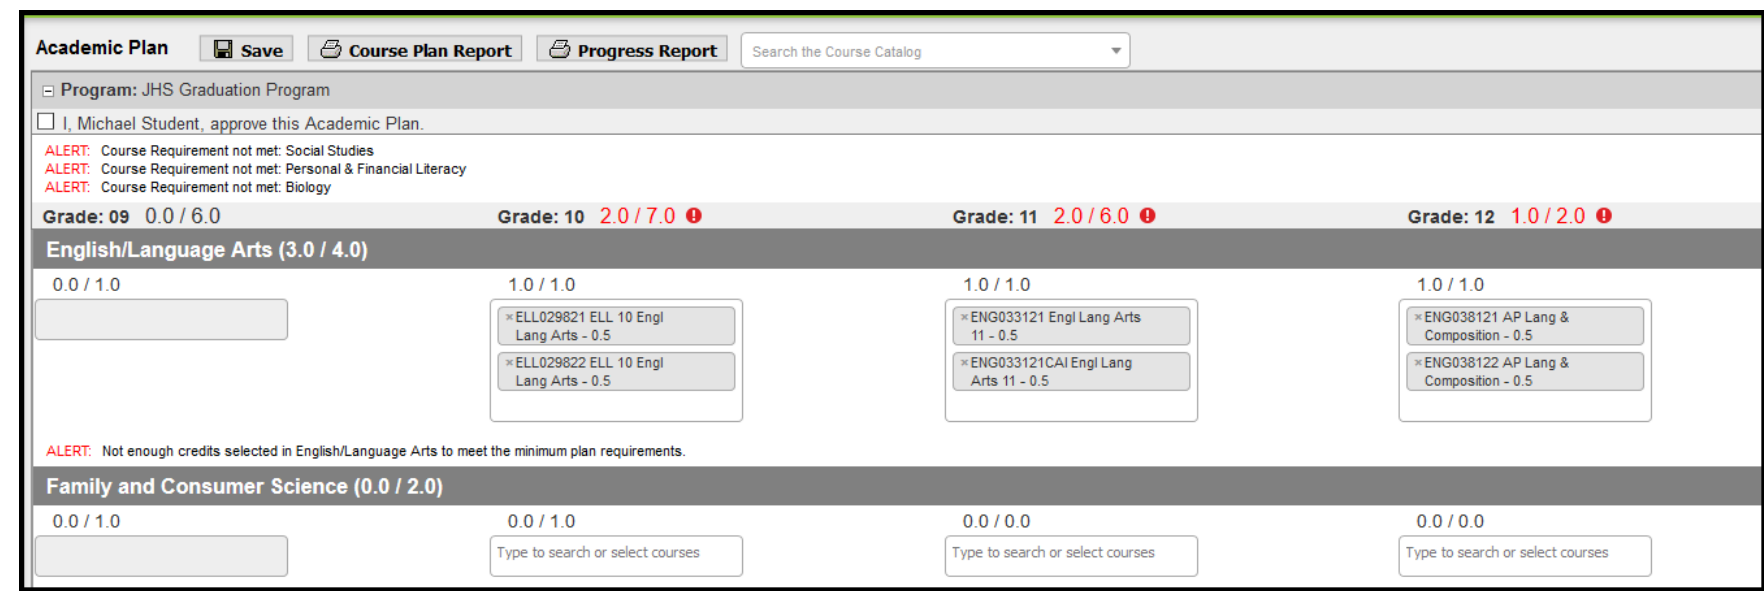 Academic Plan Save Course Plan Report Progress Report Search the Course Catalog
Program: JHS Graduation Program
I, Michael Student, approve this Academic Plan.
ALERT: Course Requirement not met: Social Studies
ALERT: Course Requirement not met: Personal & Financial Literacy
ALERT: Course Requirement not met: Biology
Grade: 09 0.0 / 6.0 Grade: 10 2.0 / 7.0 Grade: 11 2.0 / 6.0 Grade: 12 1.0 / 2.0
English/Language Arts (3.0 / 4.0)
0.0 / 1.0 1.0 / 1.0 1.0 / 1.0 1.0 / 1.0
×ELL029821 ELL 10 Engl
Lang Arts - 0.5
×ELL029822 ELL 10 Engl
Lang Arts - 0.5
×ENG033121 Engl Lang Arts
11 - 0.5
×ENG033121CAI Engl Lang
Arts 11 - 0.5
×ENG038121 AP Lang &
Composition - 0.5
×ENG038122 AP Lang &
Composition - 0.5
ALERT: Not enough credits selected in English/Language Arts to meet the minimum plan requirements.
Family and Consumer Science (0.0 / 2.0)
0.0 / 1.0 0.0 / 1.0 0.0 / 0.0 0.0 / 0.0
Type to search or select courses Type to search or select courses Type to search or select courses